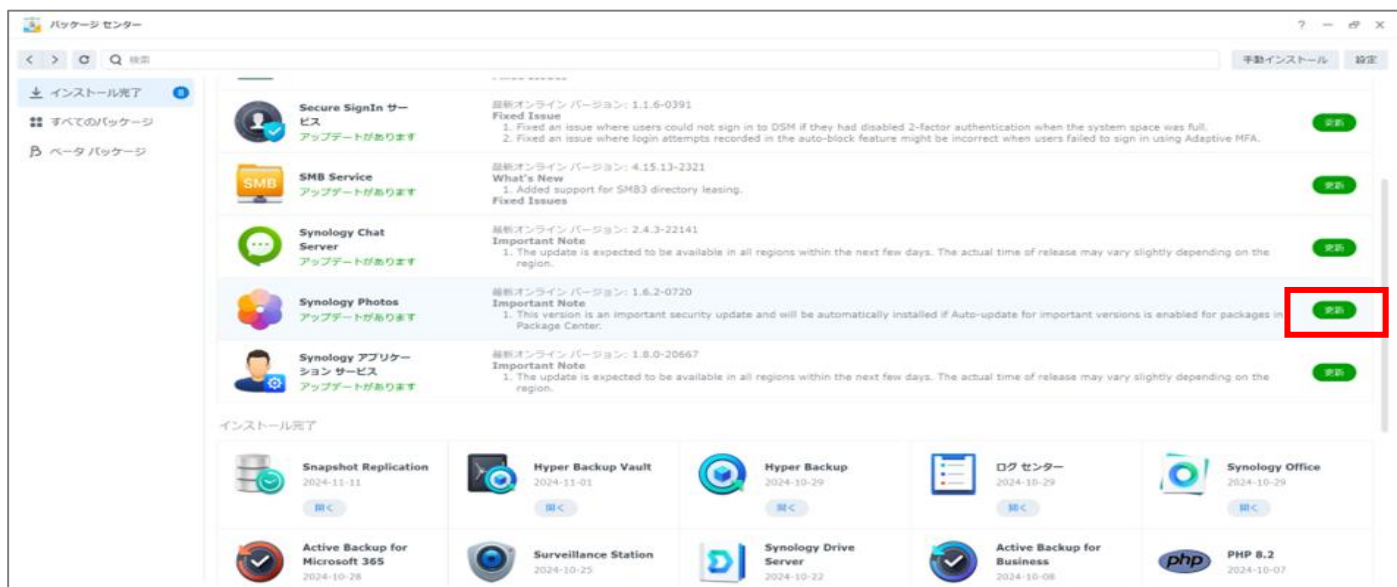 パッケージ センター
検索
手動インストール
設定
インストール完了
すべてのパッケージ
ベータ パッケージ
Secure SignIn サー
ビス
アップデートがあります
最新オンライン バージョン: 1.1.6-0391
Fixed Issue
1. Fixed an issue where users could not sign in to DSM if they had disabled 2-factor authentication when the system space was full.
2. Fixed an issue where login attempts recorded in the auto-block feature might be incorrect when users failed to sign in using Adaptive MFA.
更新
SMB
SMB Service
アップデートがあります
最新オンライン バージョン: 4.15.13-2321
What's New
1. Added support for SMB3 directory leasing.
Fixed Issues
更新
Synology Chat
Server
アップデートがあります
最新オンライン バージョン: 2.4.3-22141
Important Note
1. The update is expected to be available in all regions within the next few days. The actual time of release may vary slightly depending on the
region.
更新
Synology Photos
アップデートがあります
最新オンライン バージョン: 1.6.2-0720
Important Note
1. This version is an important security update and will be automatically installed if Auto-update for important versions is enabled for packages in
Package Center.
更新
Synology アプリケー
ション サービス
アップデートがあります
最新オンライン バージョン: 1.8.0-20667
Important Note
1. The update is expected to be available in all regions within the next few days. The actual time of release may vary slightly depending on the
region.
更新
インストール完了
Snapshot Replication
2024-11-11
開く
Hyper Backup Vault
2024-11-01
開く
Hyper Backup
2024-10-29
開く
ログ センター
2024-10-29
開く
Synology Office
2024-10-29
開く
Active Backup for
Microsoft 365
2024-10-28
Surveillance Station
2024-10-25
Synology Drive
Server
2024-10-22
Active Backup for
Business
2024-10-08
php
PHP 8.2
2024-10-07